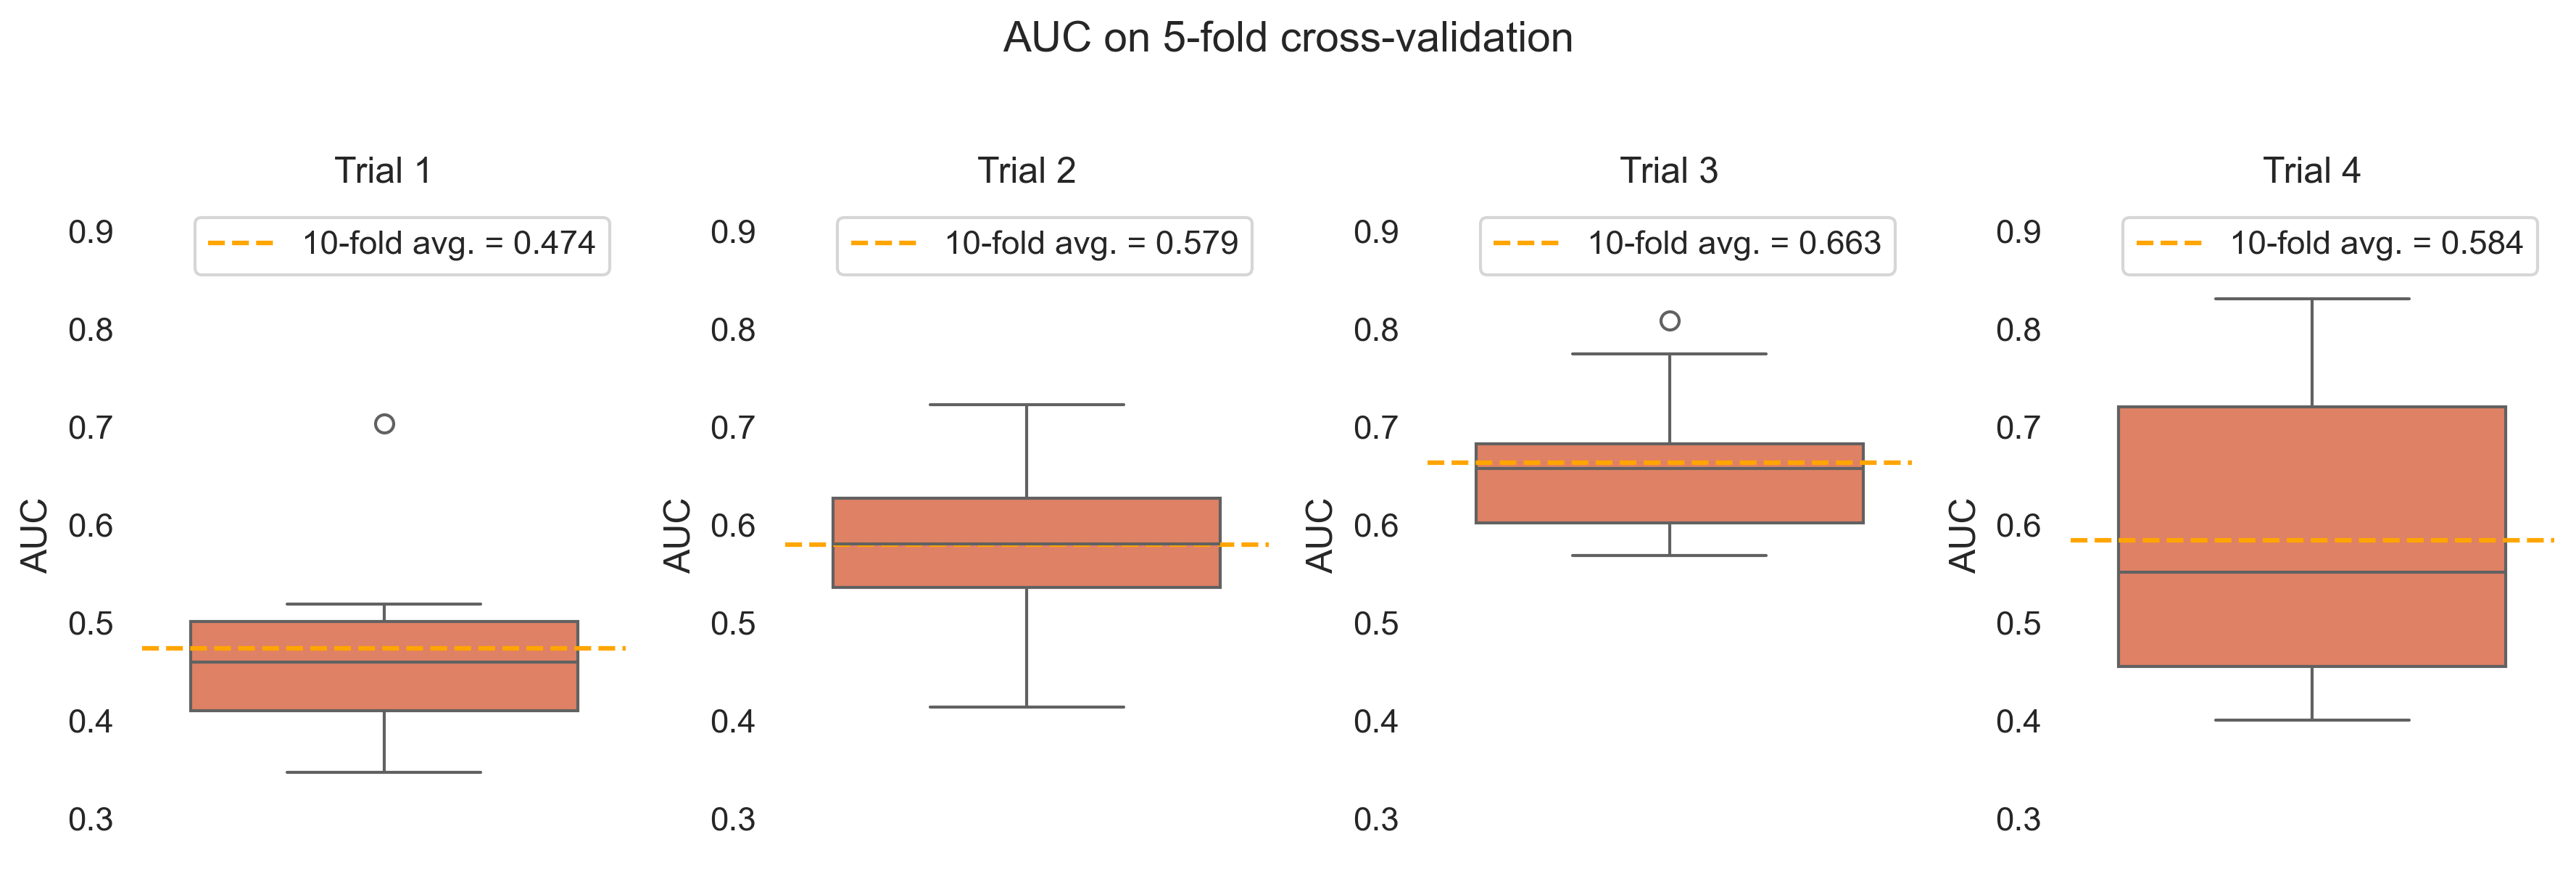 AUC on 5-fold cross-validation
Trial 1
10-fold avg. = 0.474
0.9
0.8
0.7
0.6
0.5
0.4
0.3
AUC
Trial 2
10-fold avg. = 0.579
0.9
0.8
0.7
0.6
0.5
0.4
0.3
AUC
Trial 3
10-fold avg. = 0.663
0.9
0.8
0.7
0.6
0.5
0.4
0.3
AUC
Trial 4
10-fold avg. = 0.584
0.9
0.8
0.7
0.6
0.5
0.4
0.3
AUC